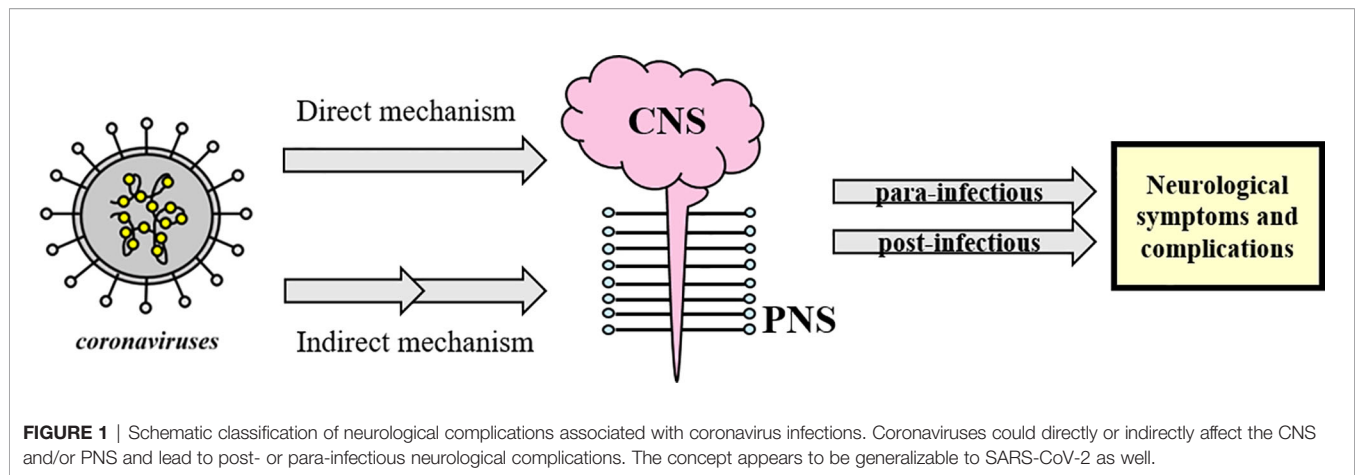 Direct mechanism
CNS
coronaviruses
Indirect mechanism
PNS
para-infectious
post-infectious
Neurological
symptoms and
complications
FIGURE 1 | Schematic classification of neurological complications associated with coronavirus infections. Coronaviruses could directly or indirectly affect the CNS
and/or PNS and lead to post- or para-infectious neurological complications. The concept appears to be generalizable to SARS-CoV-2 as well.